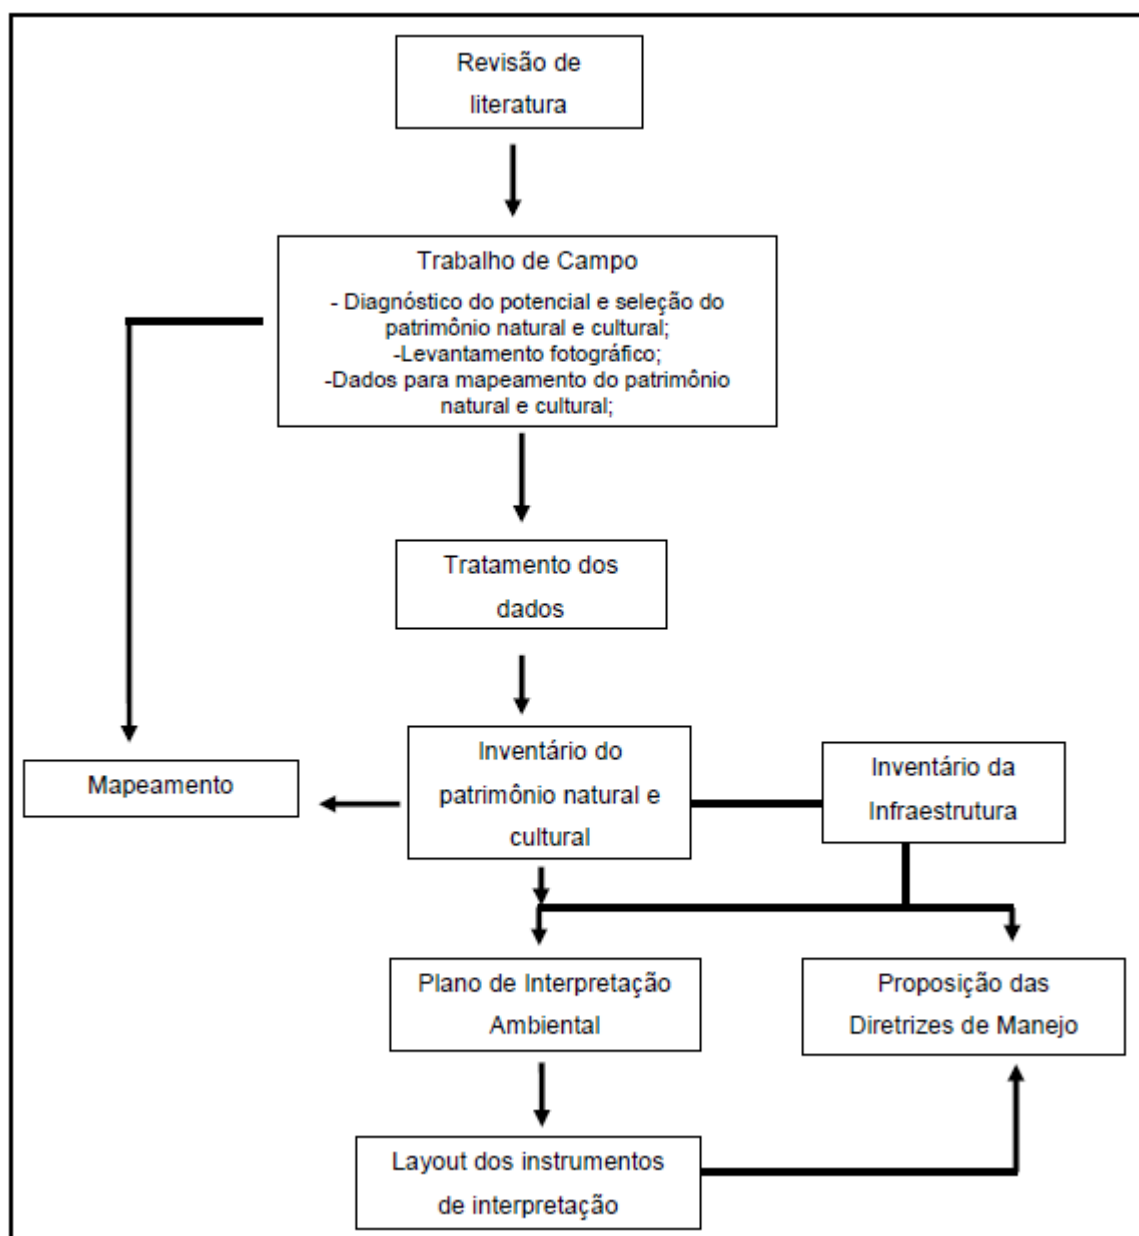 Revisão de
literatura
Trabalho de Campo
- Diagnóstico do potencial e seleção do
patrimônio natural e cultural;
-Levantamento fotográfico;
-Dados para mapeamento do patrimônio
natural e cultural;
Tratamento dos
dados
Inventário do
patrimônio natural e
cultural
Inventário da
Infraestrutura
Mapeamento
Plano de Interpretação
Ambiental
Proposição das
Diretrizes de Manejo
Layout dos instrumentos
de interpretação